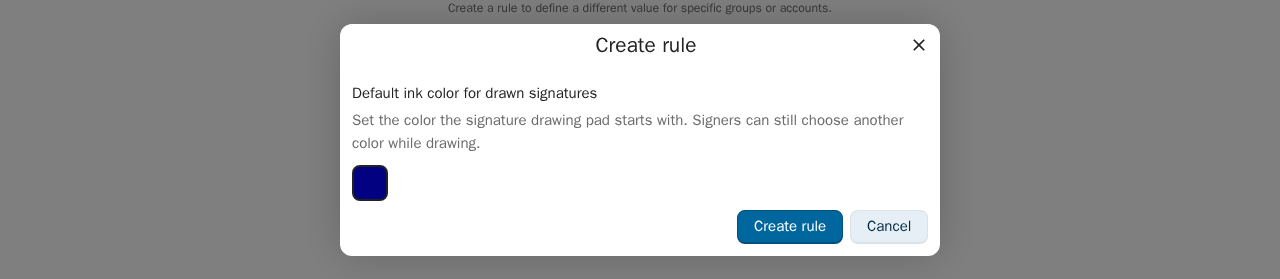 Create a rule to define a different value for specific groups or accounts.
Create rule
Default ink color for drawn signatures
Set the color the signature drawing pad starts with. Signers can still choose another
color while drawing.
Create rule
Cancel